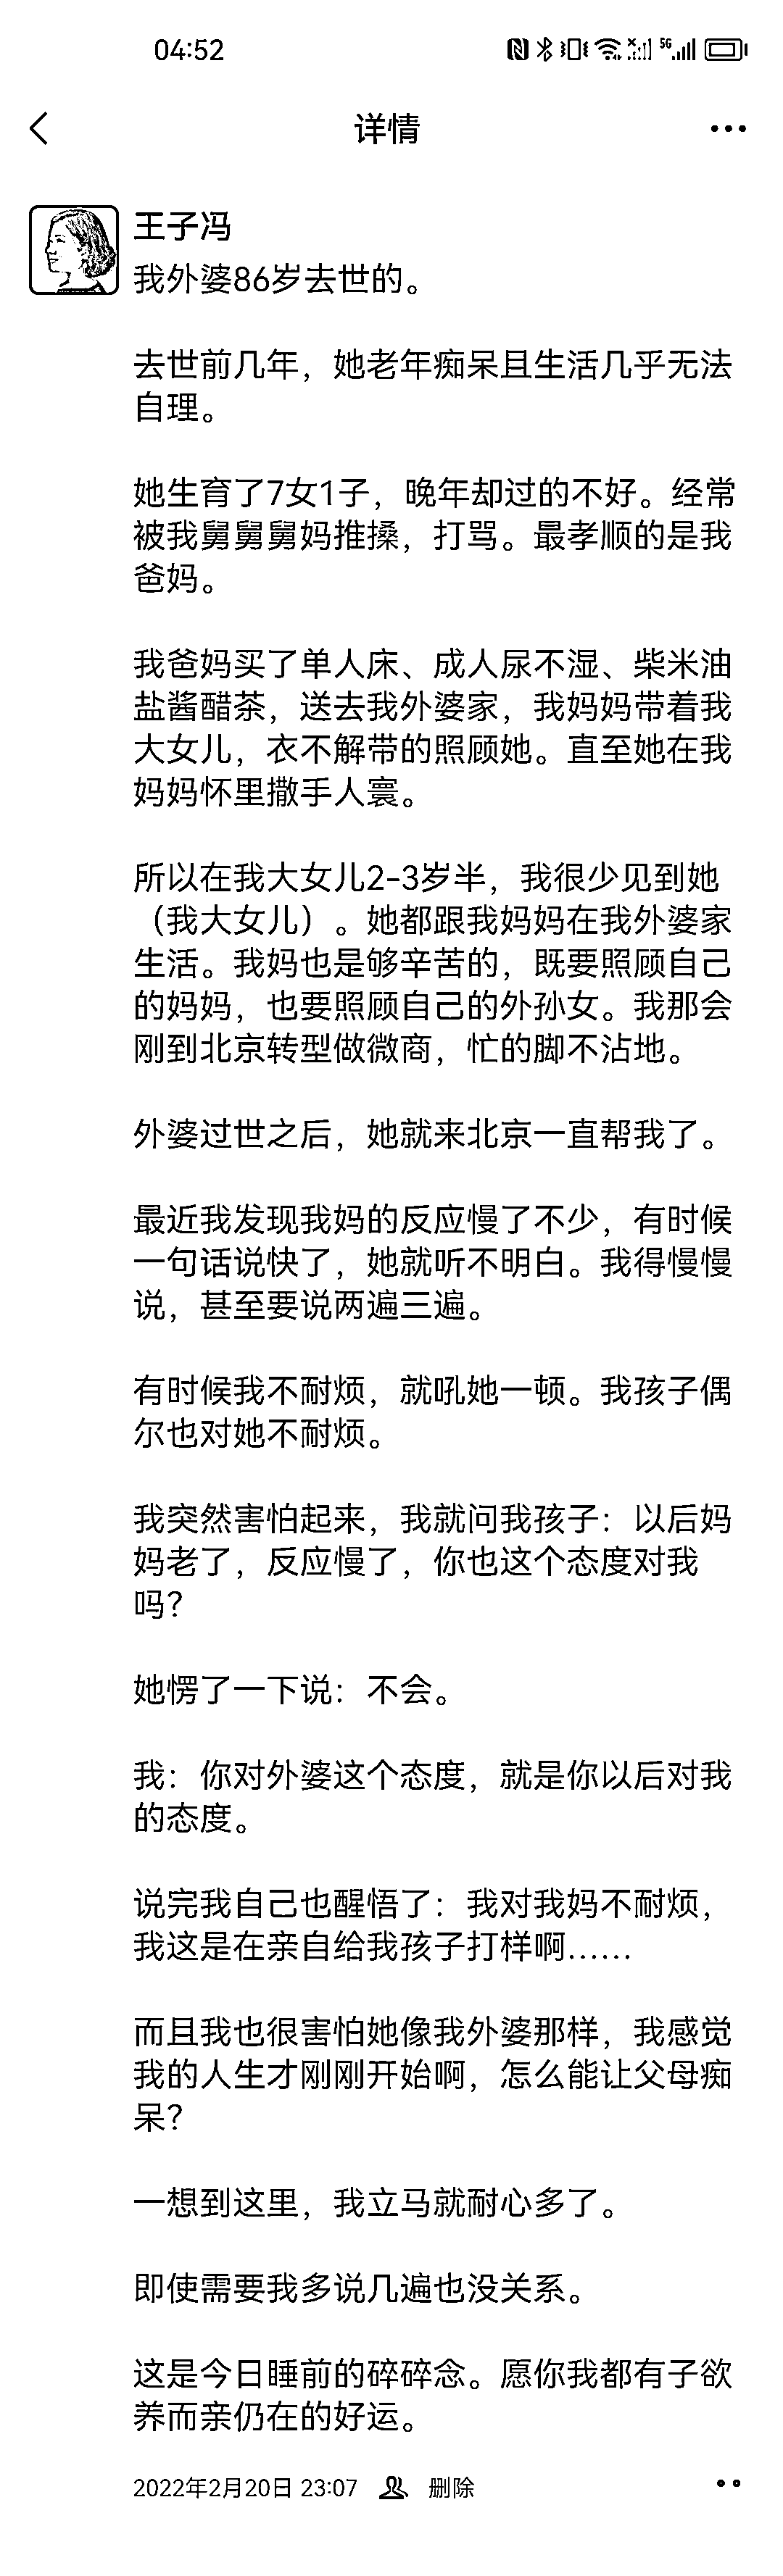 04:52
5G
详情
王子冯
我外婆86岁去世的。
去世前几年，她老年痴呆且生活几乎无法
自理。
她生育了7女1子，晚年却过的不好。经常
被我舅舅舅妈推搡，打骂。最孝顺的是我
爸妈。
我爸妈买了单人床、成人尿不湿、柴米油
盐酱醋茶，送去我外婆家，我妈妈带着我
大女儿，衣不解带的照顾她。直至她在我
妈妈怀里撒手人寰。
所以在我大女儿2-3岁半，我很少见到她
（我大女儿）。她都跟我妈妈在我外婆家
生活。我妈也是够辛苦的，既要照顾自己
的妈妈，也要照顾自己的外孙女。我那会
刚到北京转型做微商，忙的脚不沾地。
外婆过世之后，她就来北京一直帮我了。
最近我发现我妈的反应慢了不少，有时候
一句话说快了，她就听不明白。我得慢慢
说，甚至要说两遍三遍。
有时候我不耐烦，就吼她一顿。我孩子偶
尔也对她不耐烦。
我突然害怕起来，我就问我孩子：以后妈
妈老了，反应慢了，你也这个态度对我
吗？
她愣了一下说：不会。
我：你对外婆这个态度，就是你以后对我
的态度。
说完我自己也醒悟了：我对我妈不耐烦，
我这是在亲自给我孩子打样啊……
而且我也很害怕她像我外婆那样，我感觉
我的人生才刚刚开始啊，怎么能让父母痴
呆？
一想到这里，我立马就耐心多了。
即使需要我多说几遍也没关系。
这是今日睡前的碎碎念。愿你我都有子欲
养而亲仍在的好运。
2022年2月20日 23:07 删除